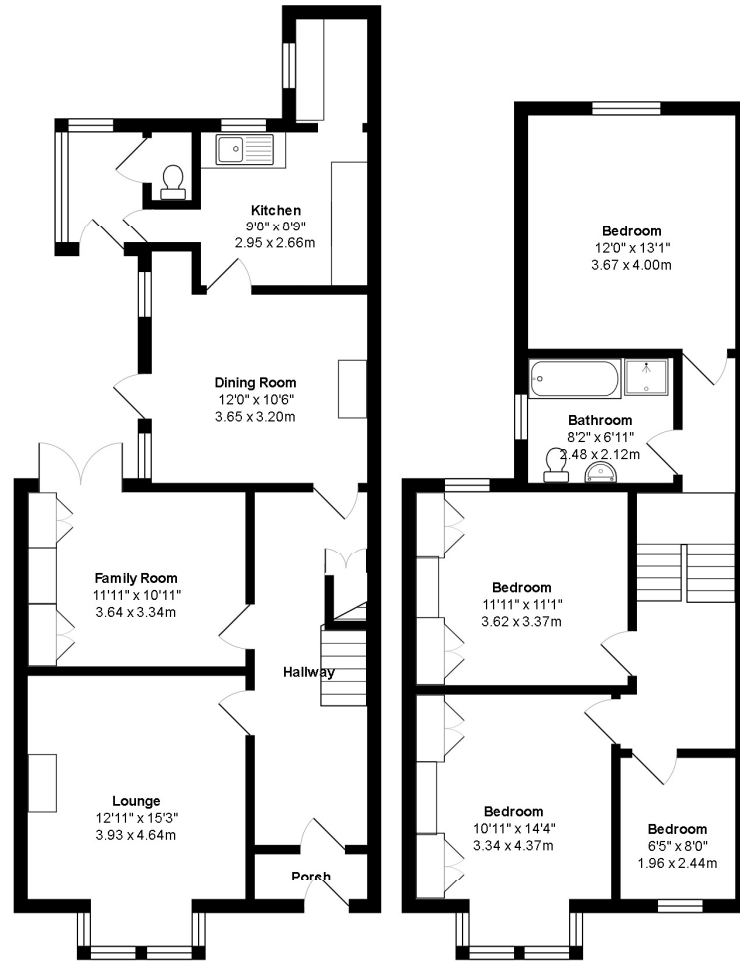 Kitchen
2.95 x 2.66m
Dining Room
12'0" x 10'6"
3.65 x 3.20m
Family Room
11'11" x 10'11"
3.64 x 3.34m
Hallway
Lounge
12'11" x 15'3"
3.93 x 4.64m
Porch
Bedroom
12'0" x 13'1"
3.67 x 4.00m
Bathroom
8'2" x 6'11"
2.48 x 2.12m
Bedroom
11'11" x 11'1"
3.62 x 3.37m
Bedroom
10'11" x 14'4"
3.34 x 4.37m
Bedroom
6'5" x 8'0"
1.96 x 2.44m